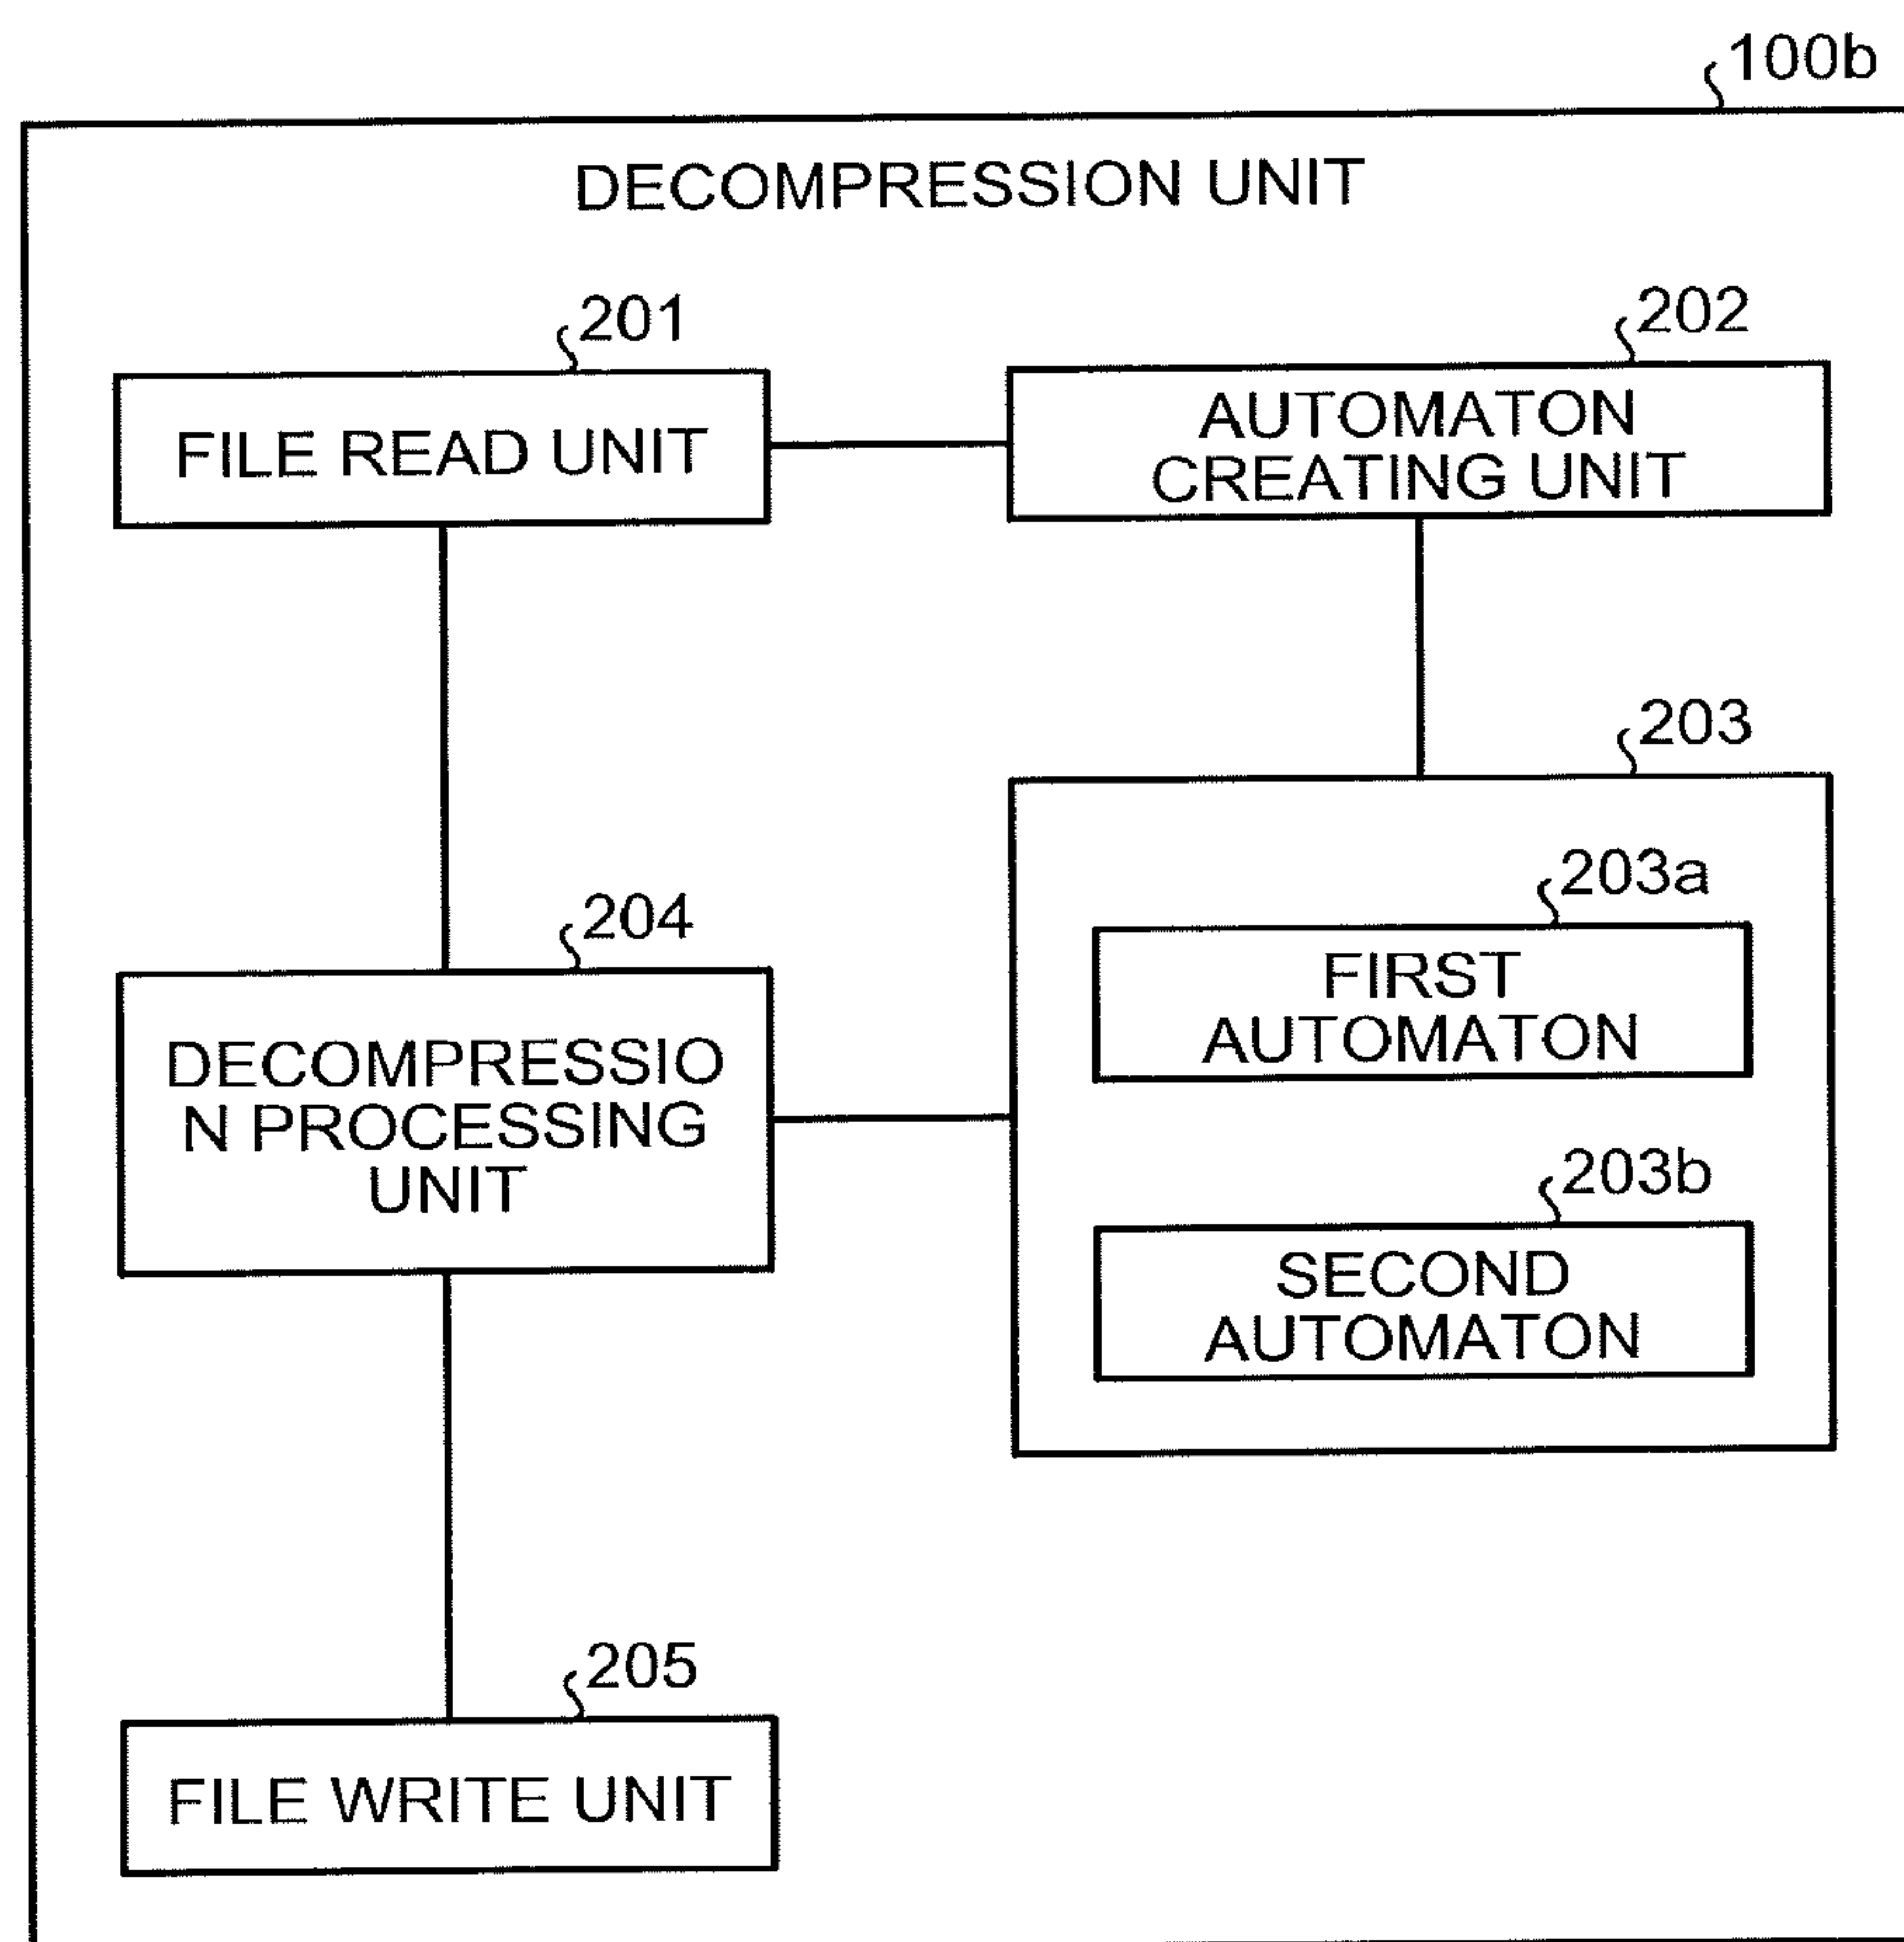 100b
DECOMPRESSION UNIT
201
FILE READ UNIT
202
AUTOMATON
CREATING UNIT
203
203a
FIRST
AUTOMATON
203b
SECOND
AUTOMATON
204
DECOMPRESSIO
N PROCESSING
UNIT
205
FILE WRITE UNIT